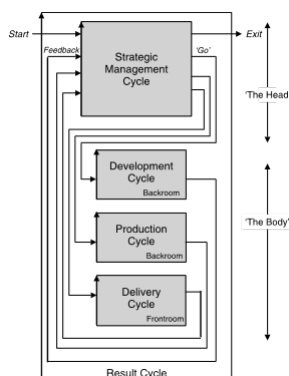 Start
Exit
Feedback
'Go'
Strategic
Management
Cycle
'The Head'
Development
Cycle
Backroom
'The Body'
Production
Cycle
Backroom
Delivery
Cycle
Frontroom
Result Cycle